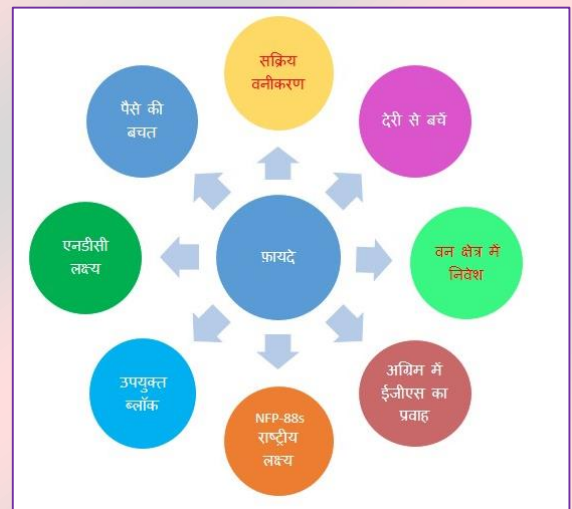 सक्रिय
वनीकरण
देरी से बचें
वन क्षेत्र में
निवेश
अग्रिम में
ईजीएस का
प्रवाह
NFP-88s
राष्ट्रीय
लक्ष्य
उपयुक्त
ब्लॉक
एनडीसी
लक्ष्य
पैसे की
बचत
फ़ायदे